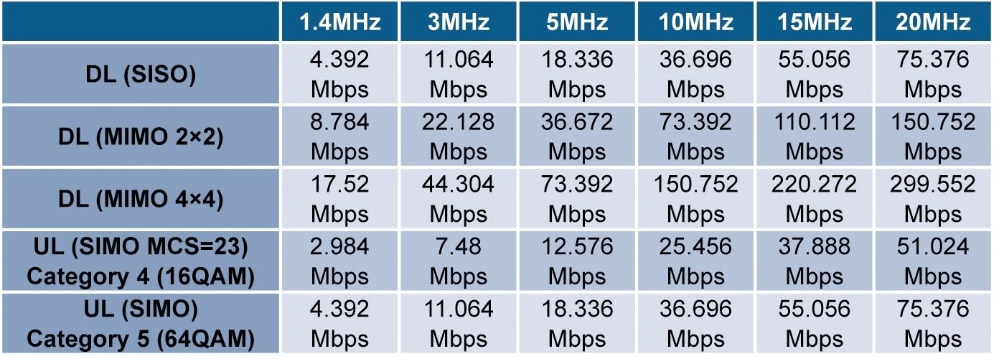 1.4MHz 3MHz 5MHz 10MHz 15MHz 20MHz
DL (SISO) 4.392 Mbps 11.064 Mbps 18.336 Mbps 36.696 Mbps 55.056 Mbps 75.376 Mbps
DL (MIMO 2×2) 8.784 Mbps 22.128 Mbps 36.672 Mbps 73.392 Mbps 110.112 Mbps 150.752 Mbps
DL (MIMO 4×4) 17.52 Mbps 44.304 Mbps 73.392 Mbps 150.752 Mbps 220.272 Mbps 299.552 Mbps
UL (SIMO MCS=23) Category 4 (16QAM) 2.984 Mbps 7.48 Mbps 12.576 Mbps 25.456 Mbps 37.888 Mbps 51.024 Mbps
UL (SIMO) Category 5 (64QAM) 4.392 Mbps 11.064 Mbps 18.336 Mbps 36.696 Mbps 55.056 Mbps 75.376 Mbps